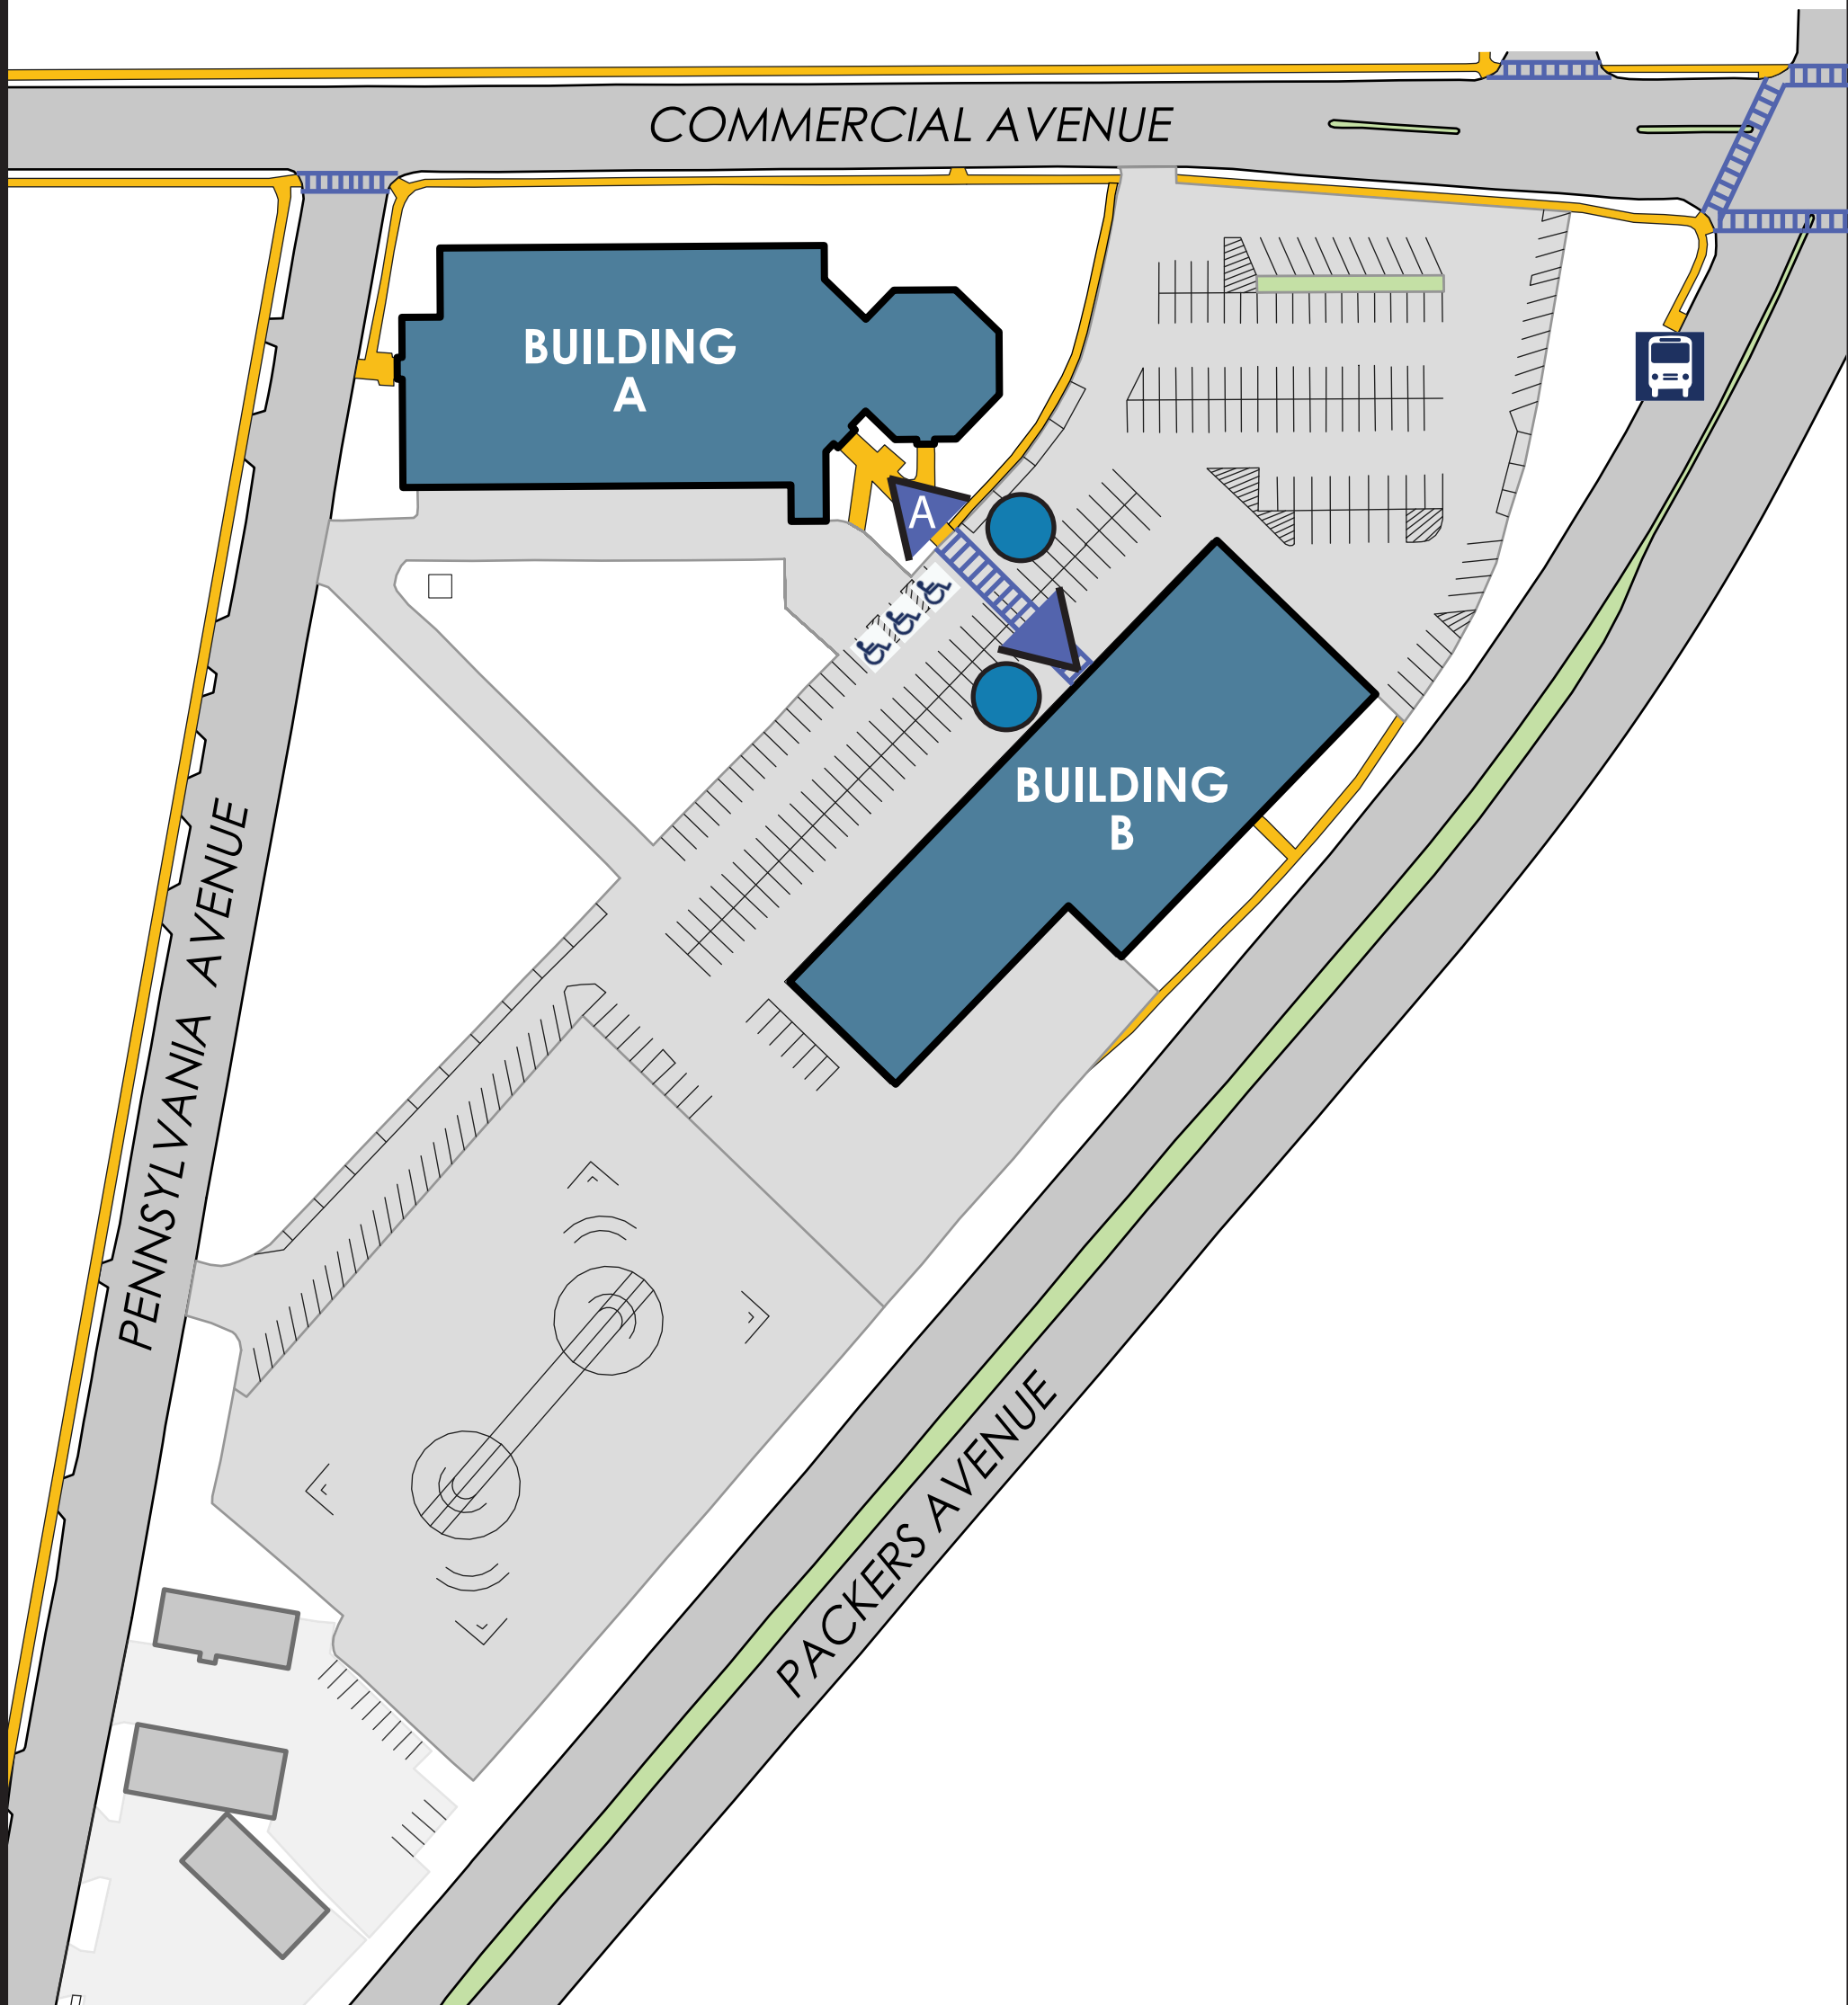 COMMERCIAL AVENUE
BUILDING
A
A
BUILDING
B
PENNSYLVANIA AVENUE
PACKERS AVENUE